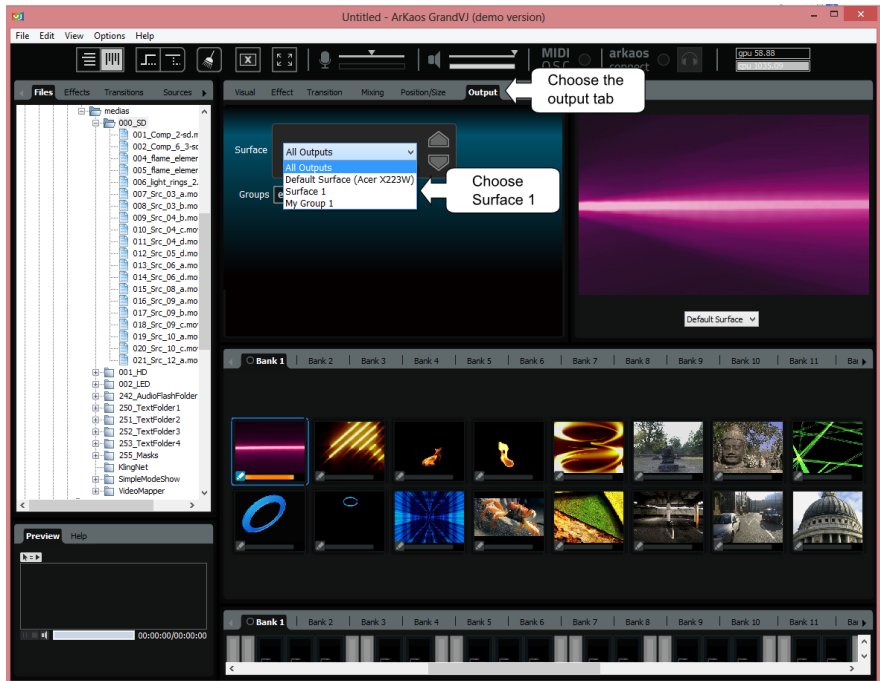 Untitled - ArKaos GrandVJ (demo version)
File Edit View Options Help
MIDI
OSC
arkaos
connect
gpu 58.88
cpu 1015.09
Files Effects Transitions Sources
Visual Effect Transition Mixing Position/Size Output
Choose the
output tab
medias
000_SD
001_Comp_2-sd.m
002_Comp_6_3-sd
004_flame_elemer
005_flame_elemer
006_light_rings_2.
007_Src_03_a.mo
008_Src_03_b.mo
009_Src_04_b.mo
010_Src_04_c.mo
011_Src_04_d.mo
012_Src_05_d.mo
013_Src_06_a.mo
014_Src_06_d.mo
015_Src_08_a.mo
016_Src_09_a.mo
017_Src_09_b.mo
018_Src_09_c.mo
019_Src_10_a.mo
020_Src_10_c.mo
021_Src_12_a.mo
001_HD
002_LED
242_AudioFlashFolder
250_TextFolder1
251_TextFolder2
252_TextFolder3
253_TextFolder4
255_Masks
KlingNet
SimpleModeShow
VideoMapper
Surface All Outputs
All Outputs
Default Surface (Acer X223W)
Surface 1
My Group 1
Groups
Choose
Surface 1
Default Surface
Bank 1 Bank 2 Bank 3 Bank 4 Bank 5 Bank 6 Bank 7 Bank 8 Bank 9 Bank 10 Bank 11 Ba
Preview Help
00:00:00/00:00:00
Bank 1 Bank 2 Bank 3 Bank 4 Bank 5 Bank 6 Bank 7 Bank 8 Bank 9 Bank 10 Bank 11 Ba